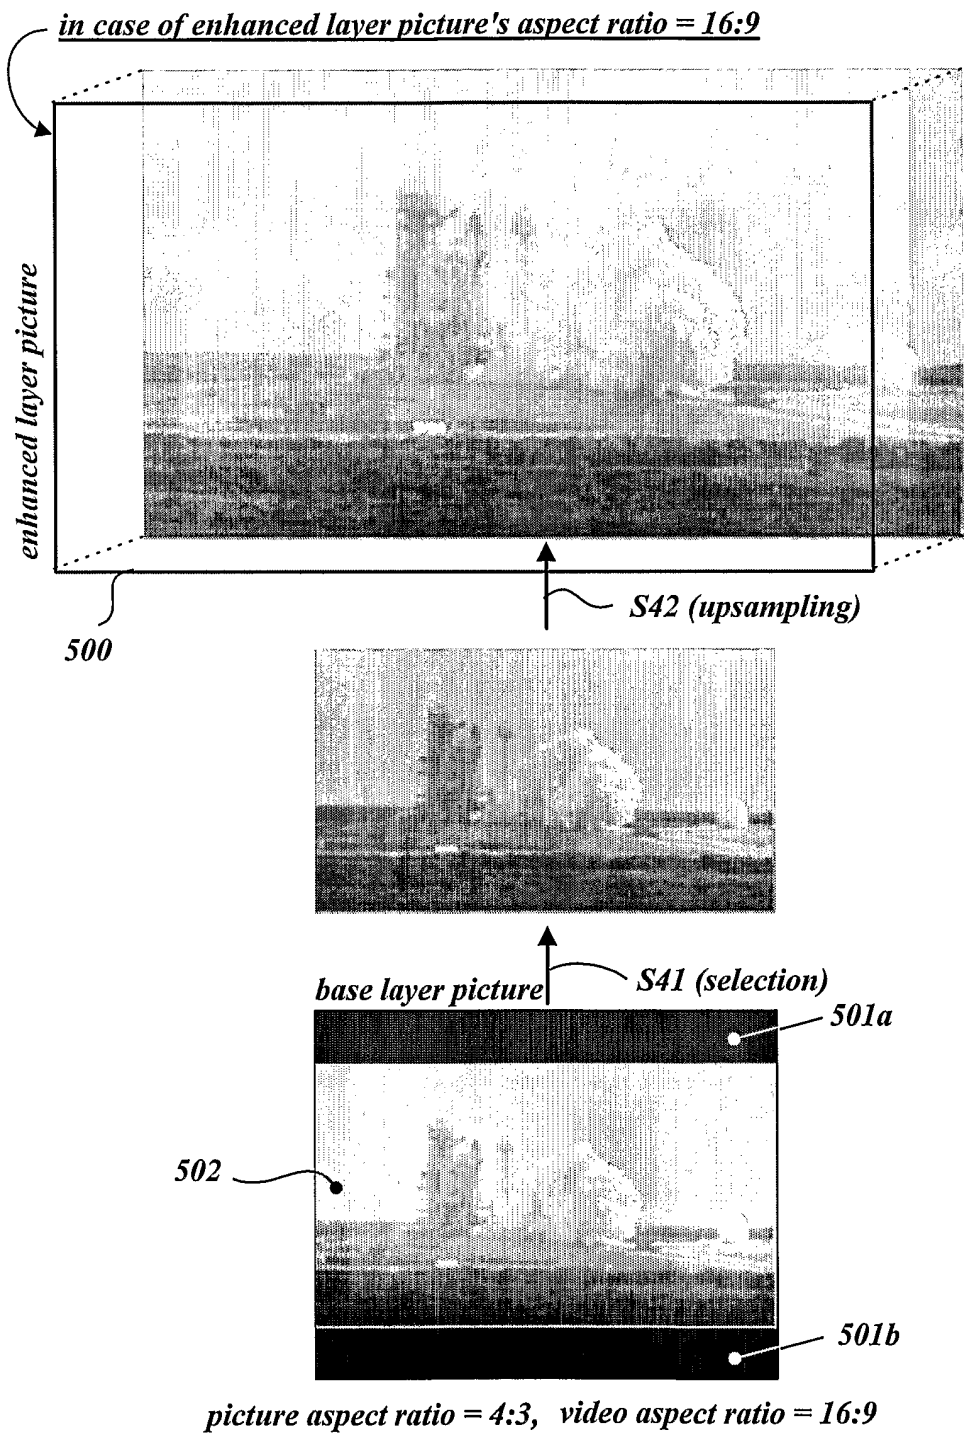 in case of enhanced layer picture's aspect ratio = 16:9
enhanced layer picture
500
S42 (upsampling)
base layer picture
S41 (selection)
501a
502
501b
picture aspect ratio = 4:3, video aspect ratio = 16:9